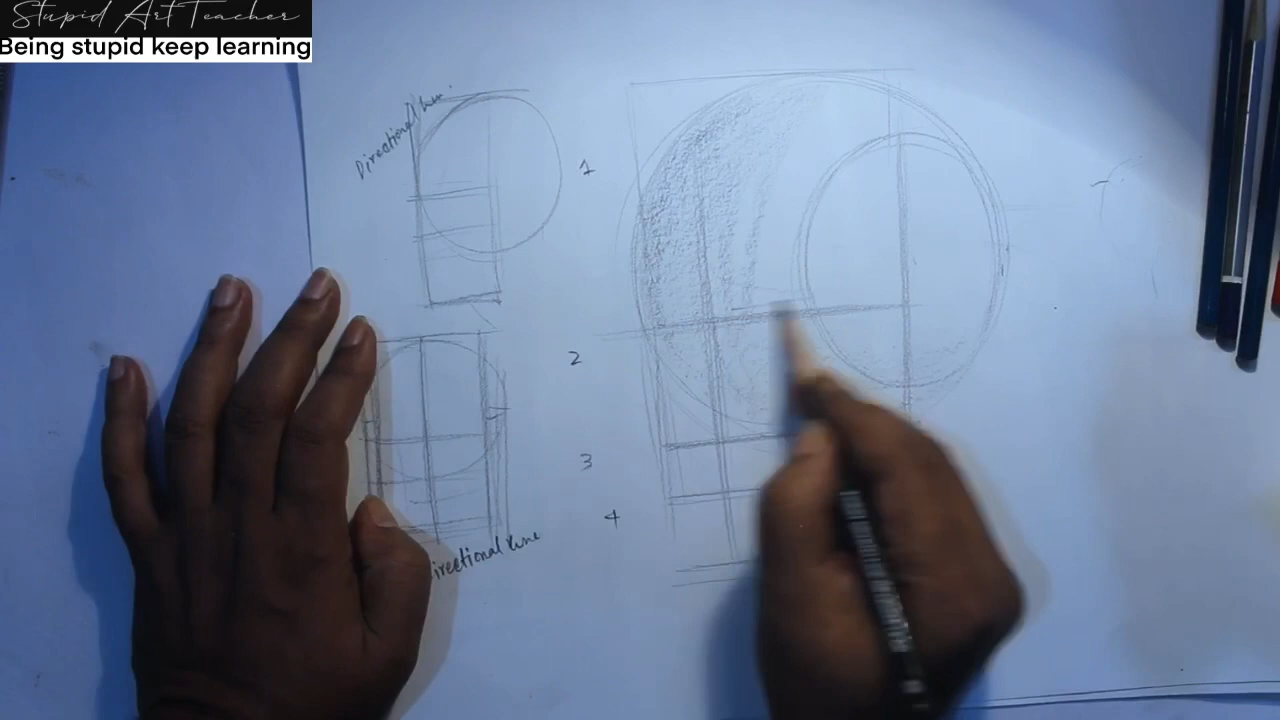 Stupid Art Teacher
Being stupid keep learning
Directional line
1
2
3
4
irectional line